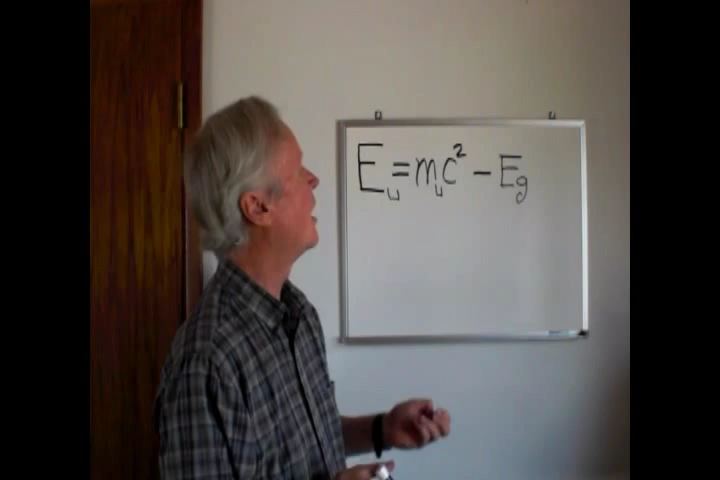 E_u = m_u c² – E_g